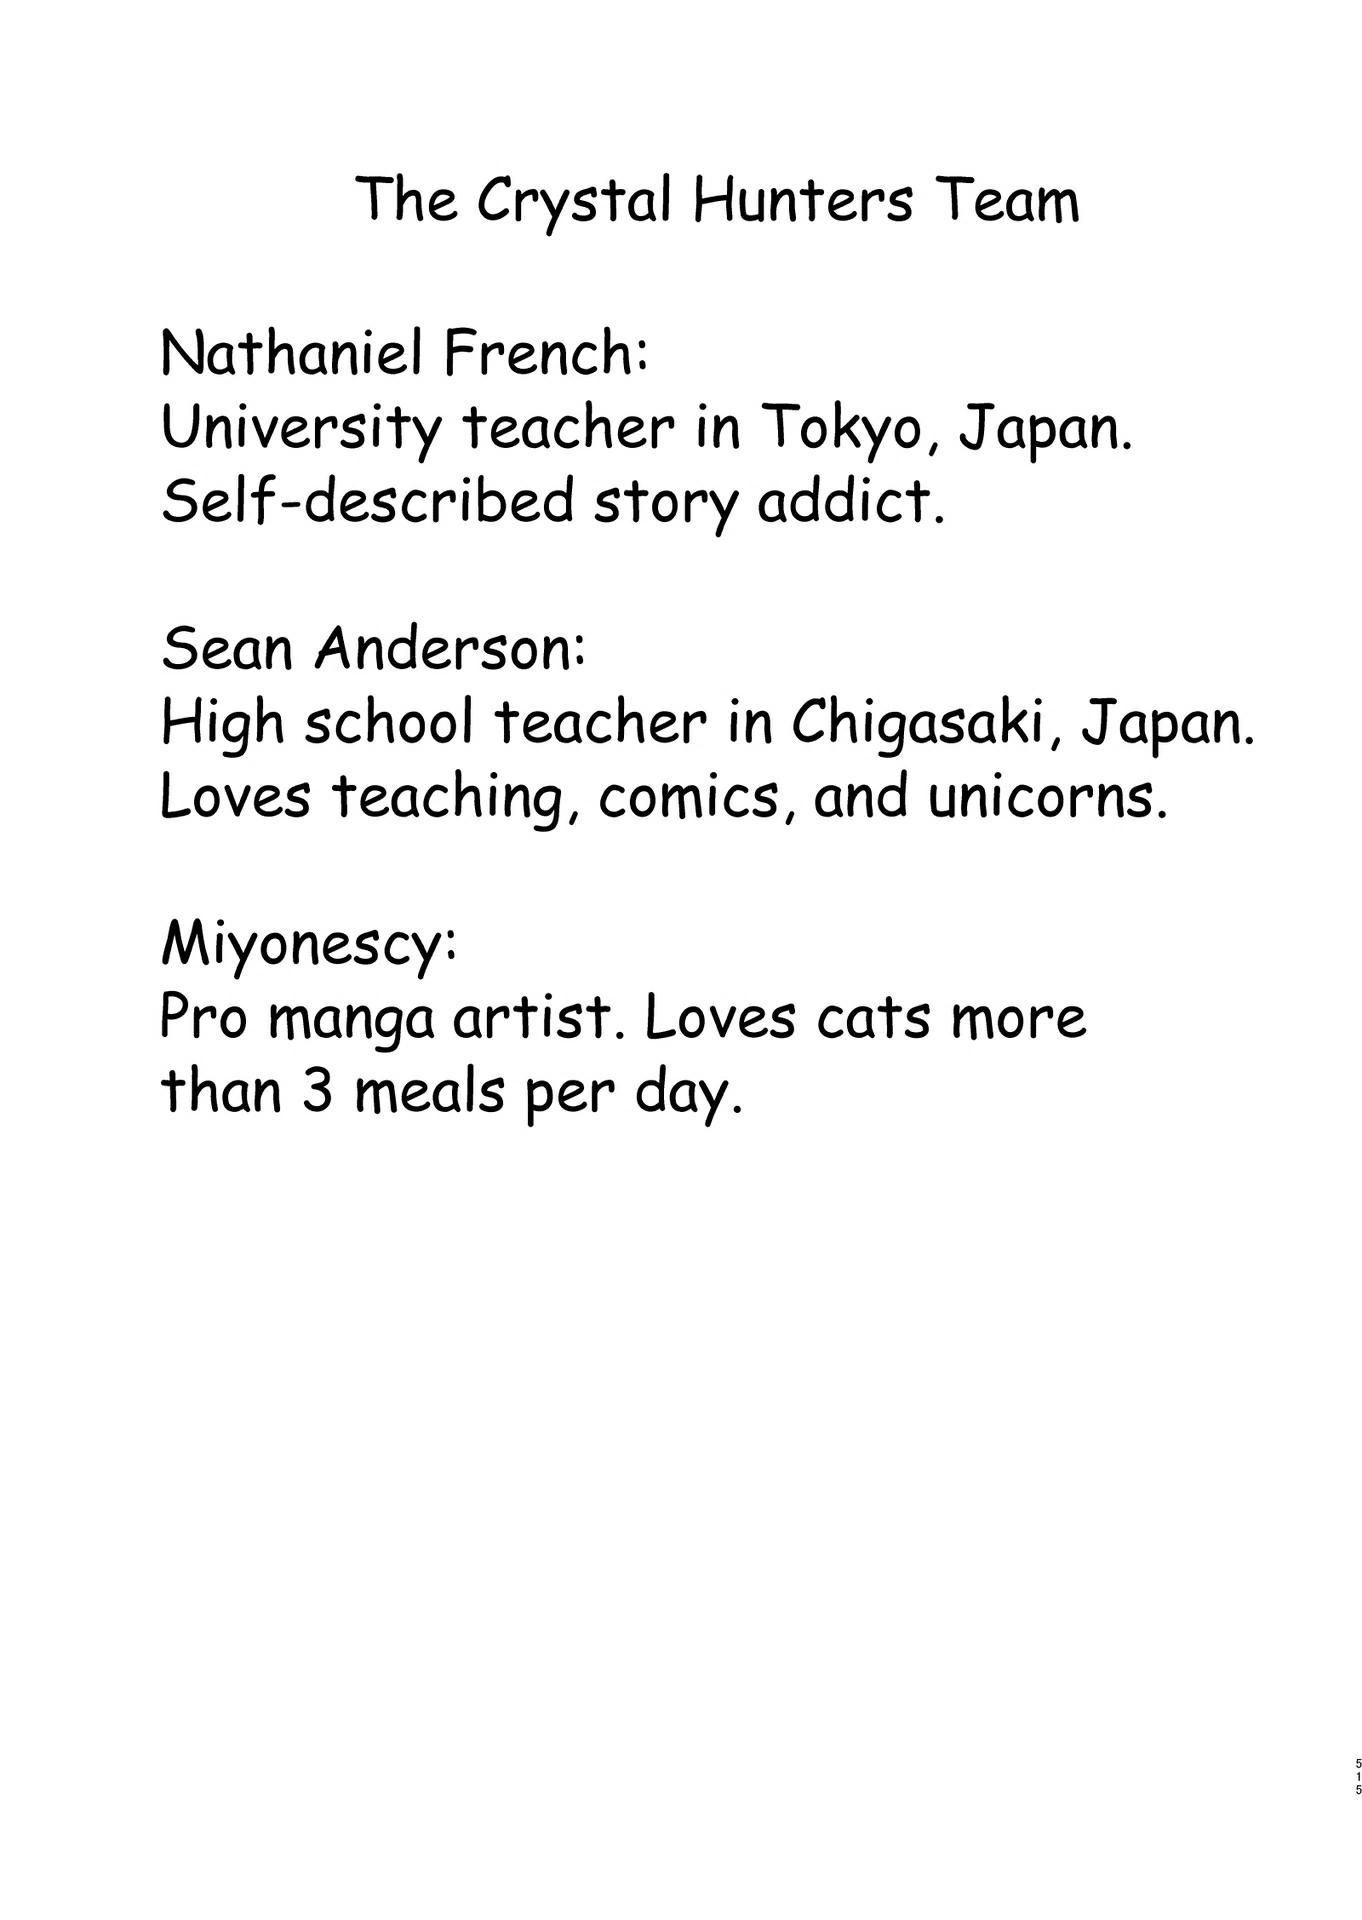 The Crystal Hunters Team
Nathaniel French:
University teacher in Tokyo, Japan.
Self-described story addict.
Sean Anderson:
High school teacher in Chigasaki, Japan.
Loves teaching, comics, and unicorns.
Miyonescy:
Pro manga artist. Loves cats more
than 3 meals per day.
515